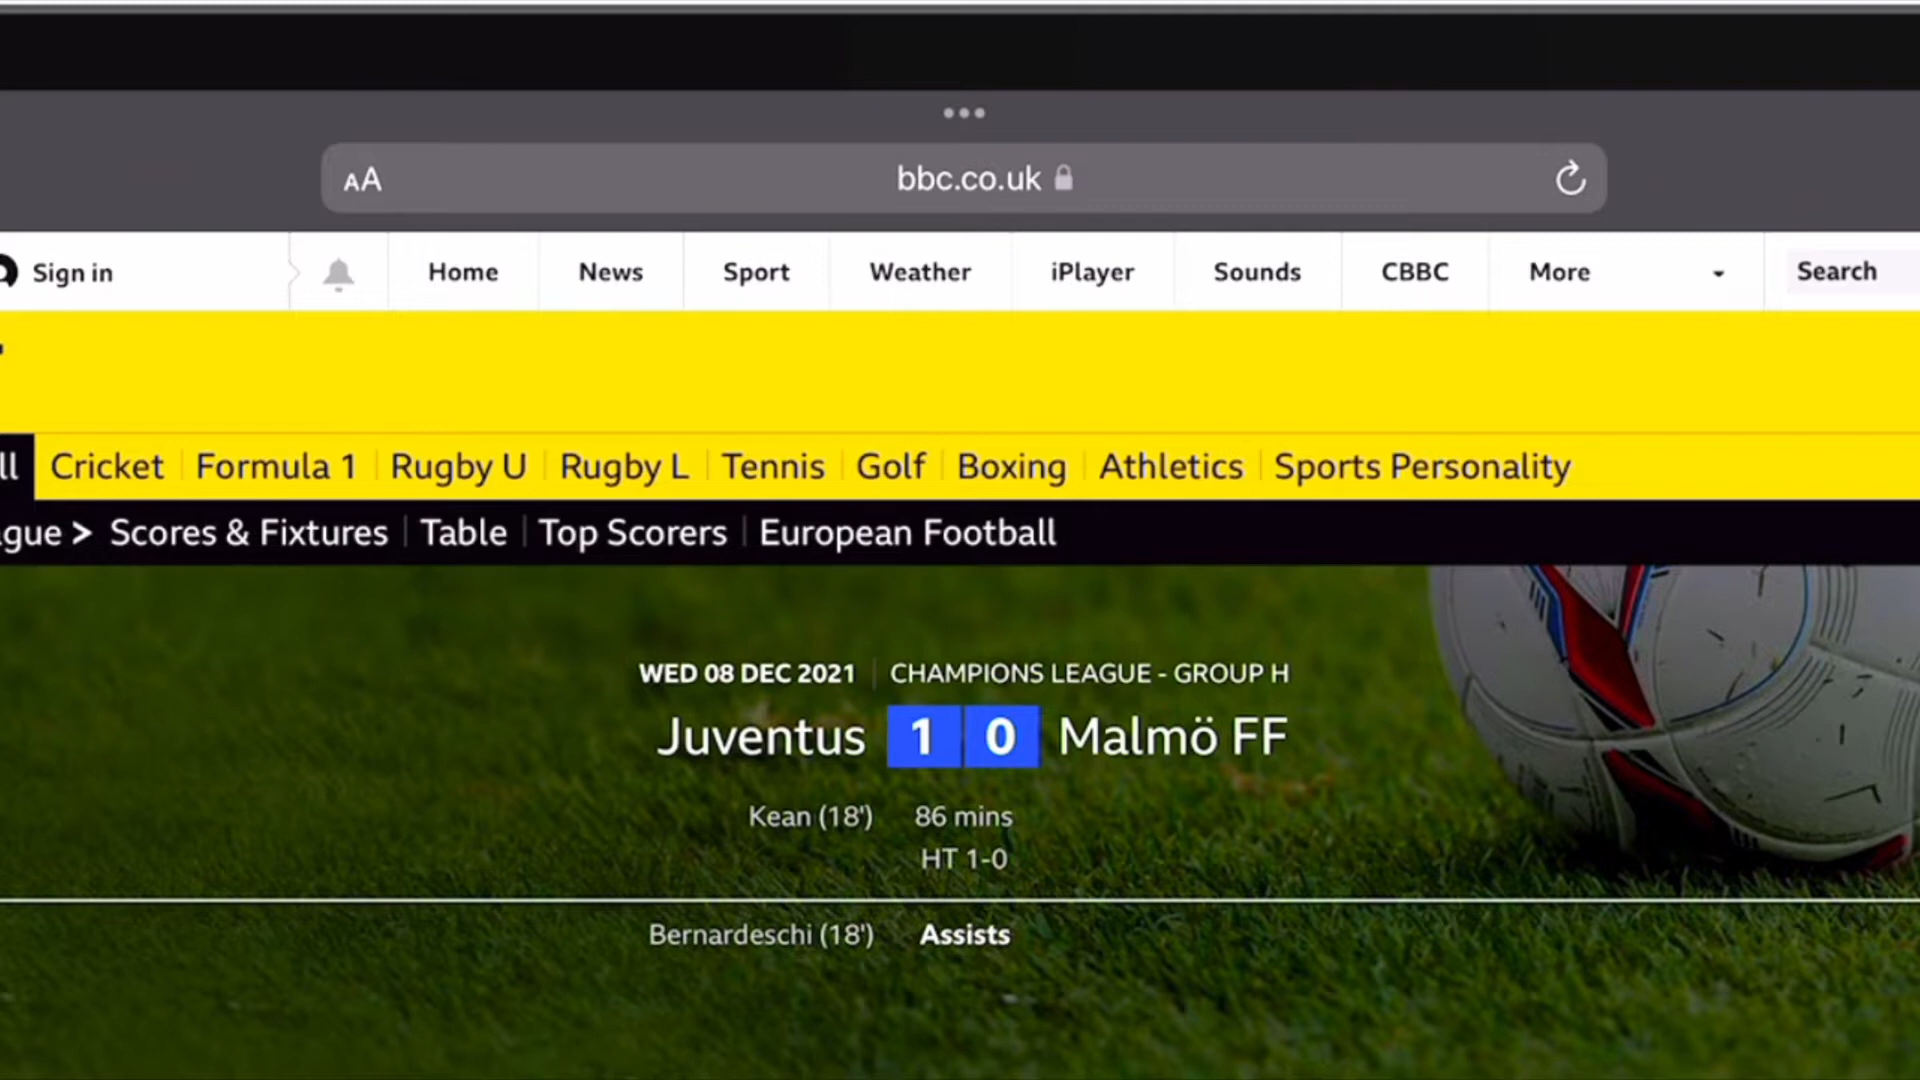 AA bbc.co.uk
Sign in Home News Sport Weather iPlayer Sounds CBBC More Search
Cricket Formula 1 Rugby U Rugby L Tennis Golf Boxing Athletics Sports Personality
Scores & Fixtures Table Top Scorers European Football
WED 08 DEC 2021 CHAMPIONS LEAGUE - GROUP H
Juventus 1 0 Malmö FF
Kean (18') 86 mins
HT 1-0
Bernardeschi (18') Assists